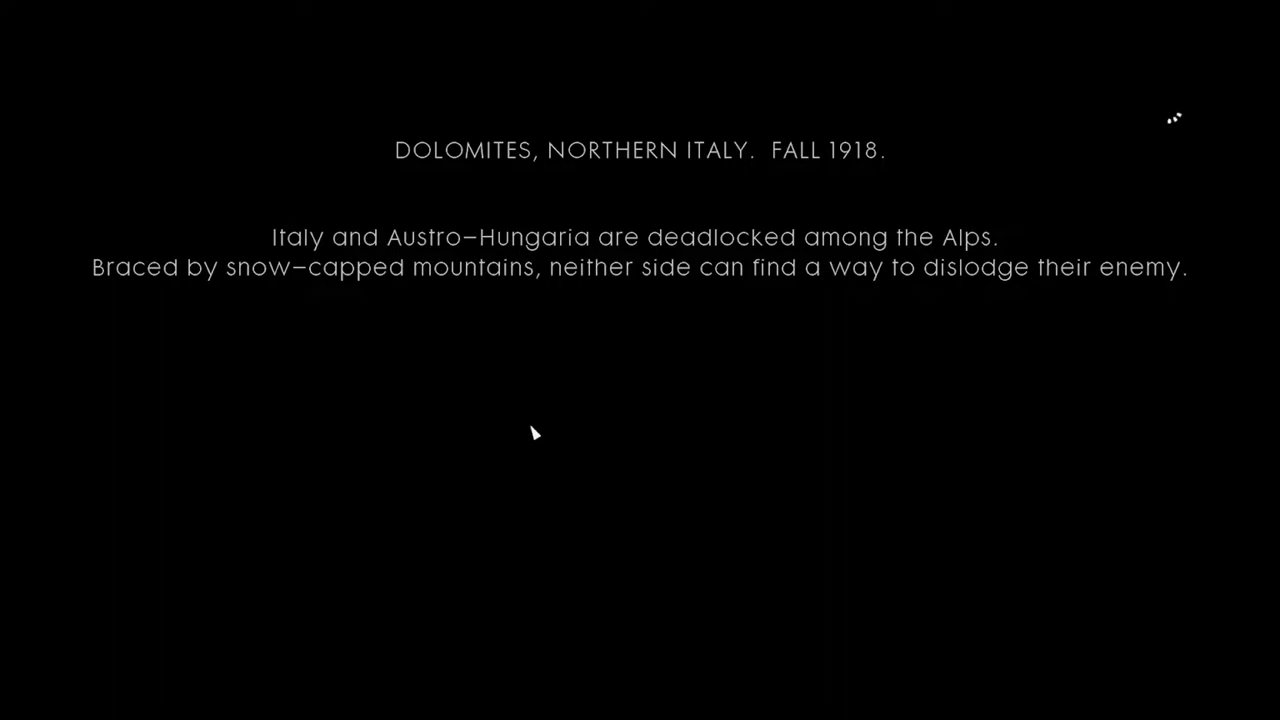 DOLOMITES, NORTHERN ITALY.  FALL 1918.
Italy and Austro-Hungaria are deadlocked among the Alps.
Braced by snow-capped mountains, neither side can find a way to dislodge their enemy.